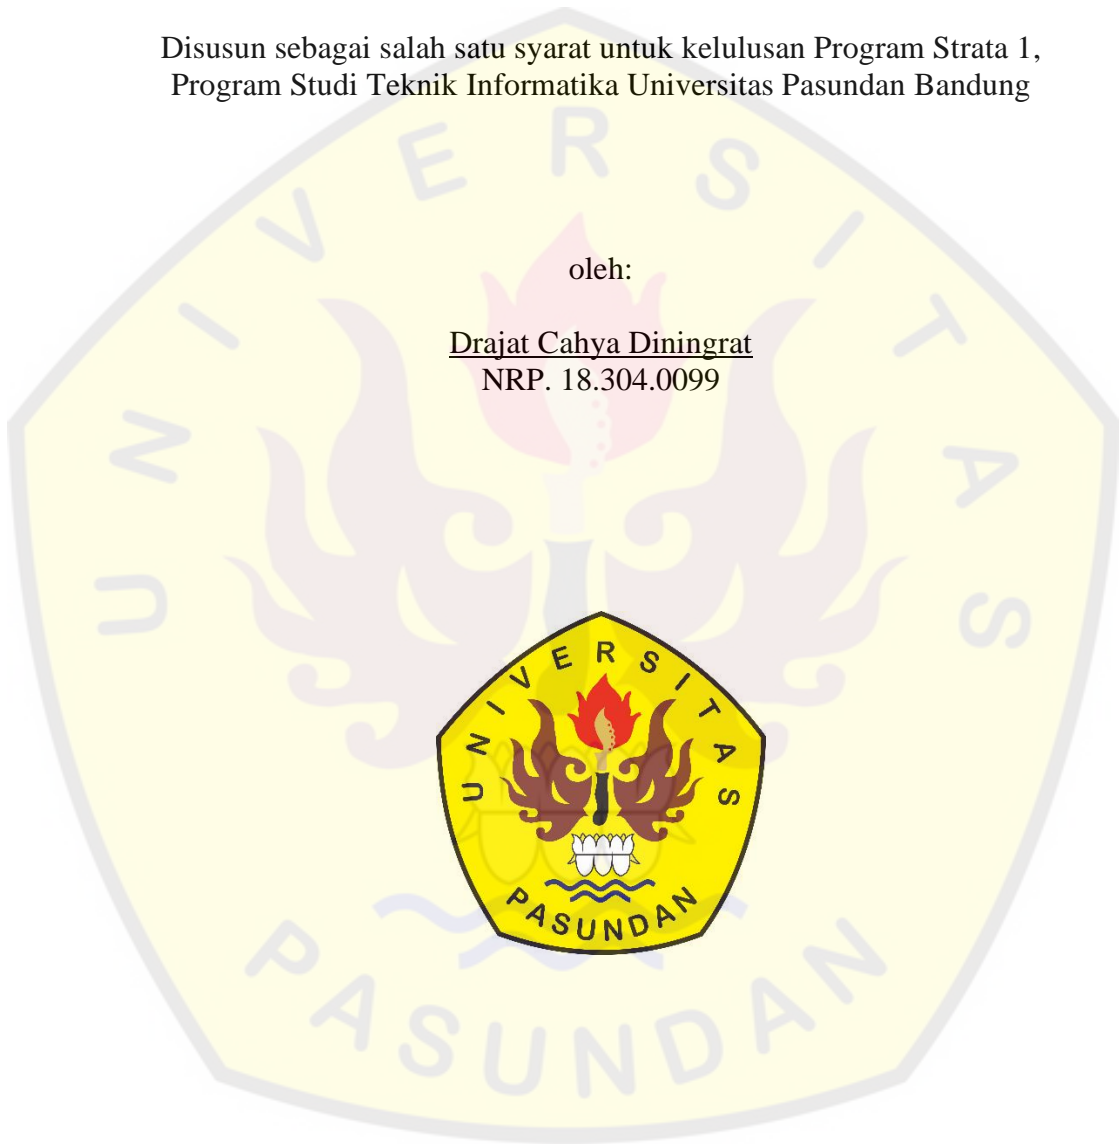 Disusun sebagai salah satu syarat untuk kelulusan Program Strata 1,
Program Studi Teknik Informatika Universitas Pasundan Bandung
oleh:
Drajat Cahya Diningrat
NRP. 18.304.0099
UNIVERSITAS
PASUNDAN
UNIVERSITAS
PASUNDAN